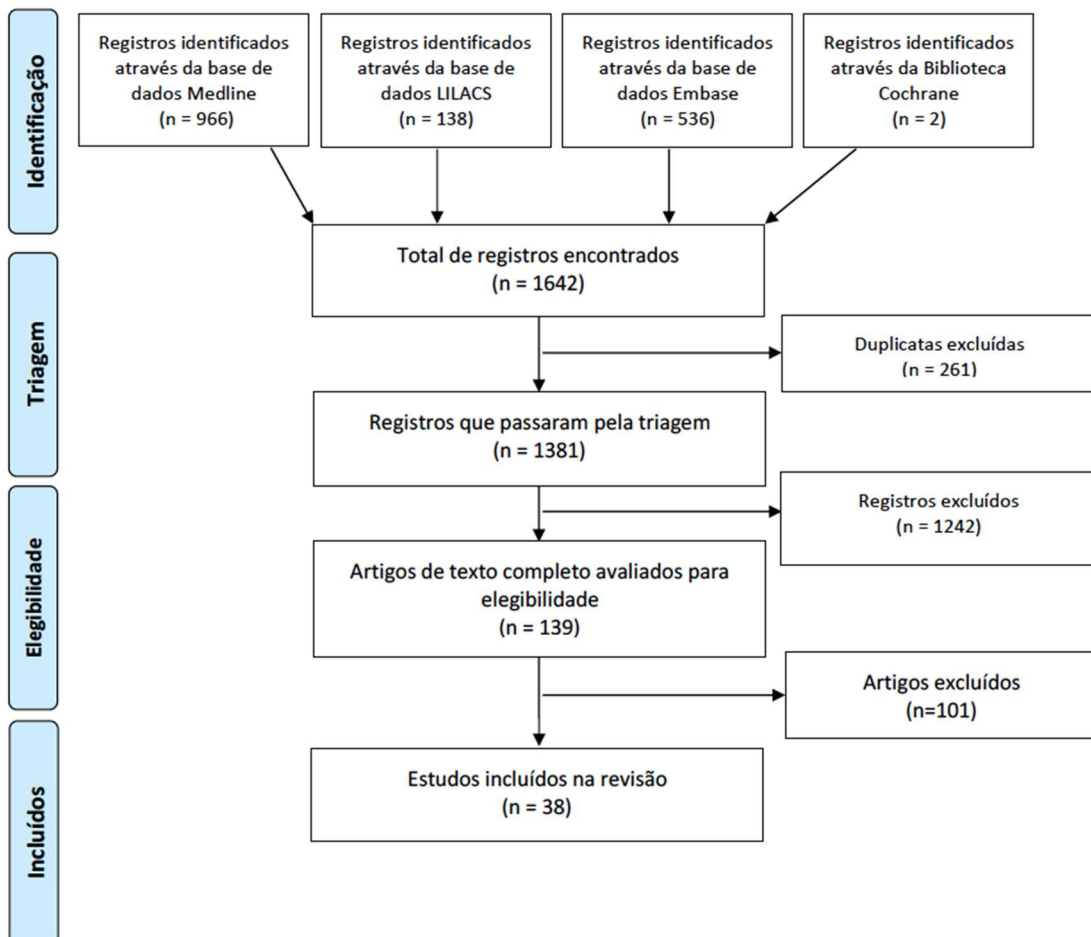 Identificação
Registros identificados
através da base de
dados Medline
(n = 966)
Registros identificados
através da base de
dados LILACS
(n = 138)
Registros identificados
através da base de
dados Embase
(n = 536)
Registros identificados
através da Biblioteca
Cochrane
(n = 2)
Total de registros encontrados
(n = 1642)
Triagem
Duplicatas excluídas
(n = 261)
Registros que passaram pela triagem
(n = 1381)
Elegibilidade
Registros excluídos
(n = 1242)
Artigos de texto completo avaliados para
elegibilidade
(n = 139)
Artigos excluídos
(n=101)
Incluídos
Estudos incluídos na revisão
(n = 38)